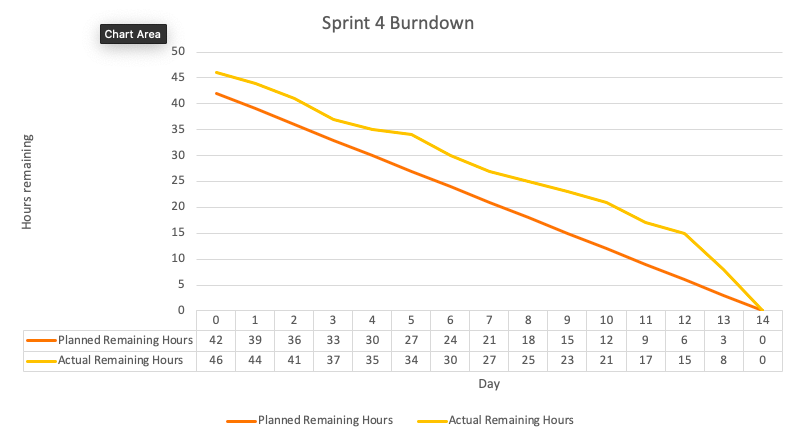 Sprint 4 Burndown
Chart Area
50
45
40
35
30
25
20
15
10
5
0
Hours remaining
0 1 2 3 4 5 6 7 8 9 10 11 12 13 14
Planned Remaining Hours 42 39 36 33 30 27 24 21 18 15 12 9 6 3 0
Actual Remaining Hours 46 44 41 37 35 34 30 27 25 23 21 17 15 8 0
Day
Planned Remaining Hours Actual Remaining Hours